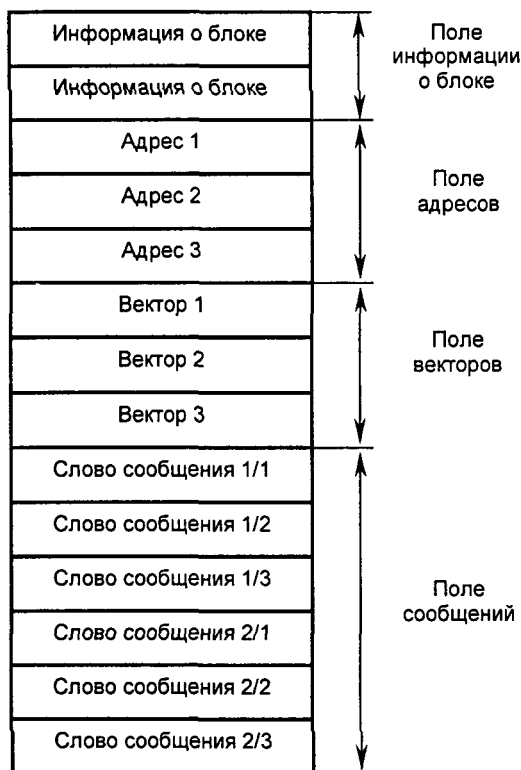 Информация о блоке
Информация о блоке
Адрес 1
Адрес 2
Адрес 3
Вектор 1
Вектор 2
Вектор 3
Слово сообщения 1/1
Слово сообщения 1/2
Слово сообщения 1/3
Слово сообщения 2/1
Слово сообщения 2/2
Слово сообщения 2/3
Поле
информации
о блоке
Поле
адресов
Поле
векторов
Поле
сообщений